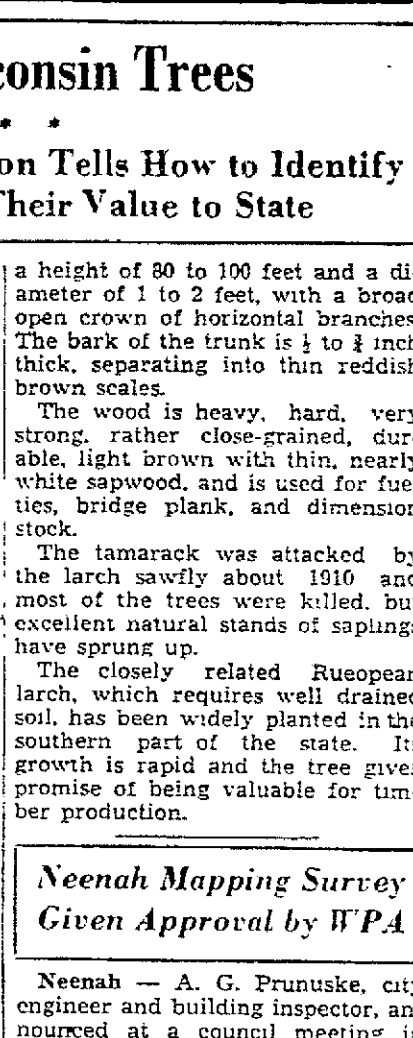 consin Trees
* *
on Tells How to Identify
Their Value to State
a height of 80 to 100 feet and a di-
ameter of 1 to 2 feet, with a broad
open crown of horizontal branches.
The bark of the trunk is ½ to ¾ inch
thick, separating into thin reddish
brown scales.
The wood is heavy, hard, very
strong, rather close-grained, dur-
able, light brown with thin, nearly
white sapwood, and is used for fuel
ties, bridge plank, and dimension
stock.
The tamarack was attacked by
the larch sawfly about 1910 and
most of the trees were killed, but
excellent natural stands of saplings
have sprung up.
The closely related Rueopean
larch, which requires well drained
soil, has been widely planted in the
southern part of the state. Its
growth is rapid and the tree gives
promise of being valuable for tim-
ber production.
Neenah Mapping Survey
Given Approval by WPA
Neenah — A. G. Prunuske, city
engineer and building inspector, an-
nounced at a council meeting in